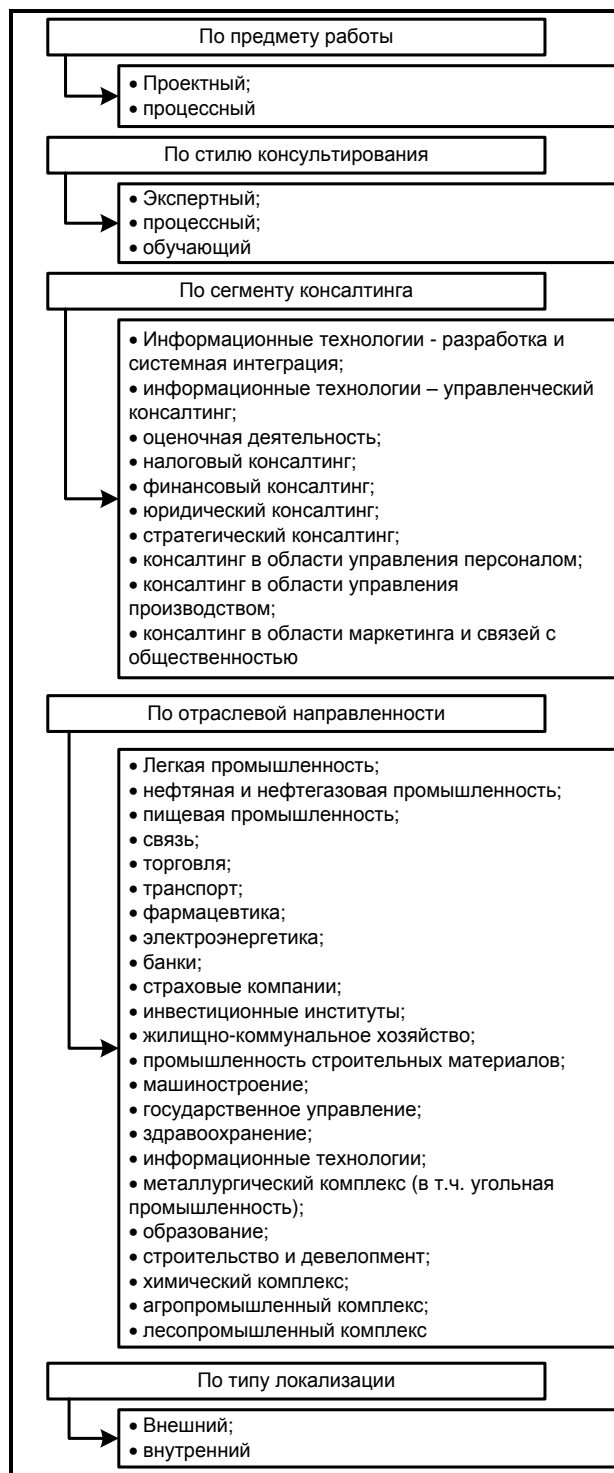 По предмету работы
• Проектный;
• процессный
По стилю консультирования
• Экспертный;
• процессный;
• обучающий
По сегменту консалтинга
• Информационные технологии - разработка и
системная интеграция;
• информационные технологии – управленческий
консалтинг;
• оценочная деятельность;
• налоговый консалтинг;
• финансовый консалтинг;
• юридический консалтинг;
• стратегический консалтинг;
• консалтинг в области управления персоналом;
• консалтинг в области управления
производством;
• консалтинг в области маркетинга и связей с
общественностью
По отраслевой направленности
• Легкая промышленность;
• нефтяная и нефтегазовая промышленность;
• пищевая промышленность;
• связь;
• торговля;
• транспорт;
• фармацевтика;
• электроэнергетика;
• банки;
• страховые компании;
• инвестиционные институты;
• жилищно-коммунальное хозяйство;
• промышленность строительных материалов;
• машиностроение;
• государственное управление;
• здравоохранение;
• информационные технологии;
• металлургический комплекс (в т.ч. угольная
промышленность);
• образование;
• строительство и девелопмент;
• химический комплекс;
• агропромышленный комплекс;
• лесопромышленный комплекс
По типу локализации
• Внешний;
• внутренний